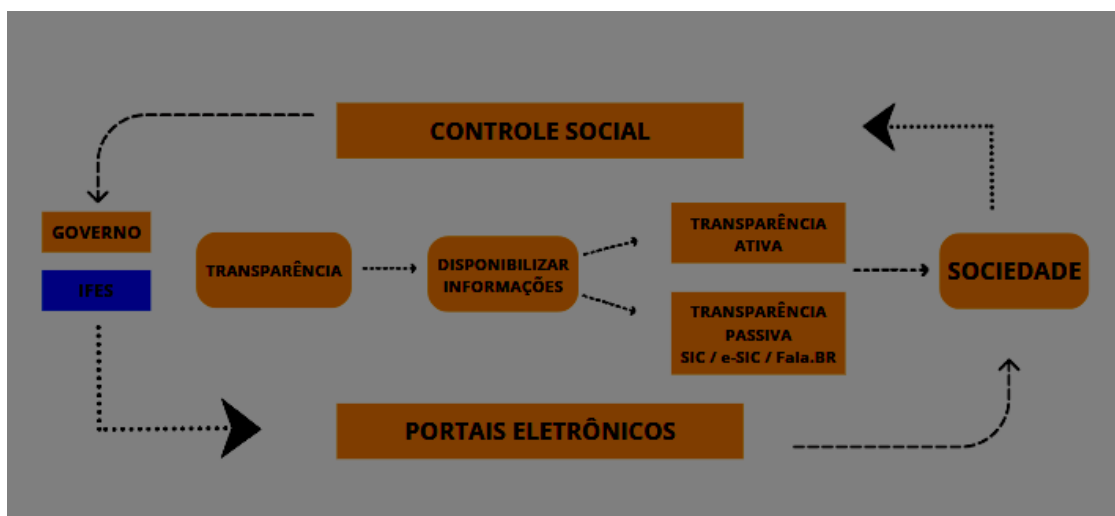 CONTROLE SOCIAL
GOVERNO
IFES
TRANSPARÊNCIA
DISPONIBILIZAR
INFORMAÇÕES
TRANSPARÊNCIA
ATIVA
TRANSPARÊNCIA
PASSIVA
SIC / e-SIC / Fala.BR
SOCIEDADE
PORTAIS ELETRÔNICOS